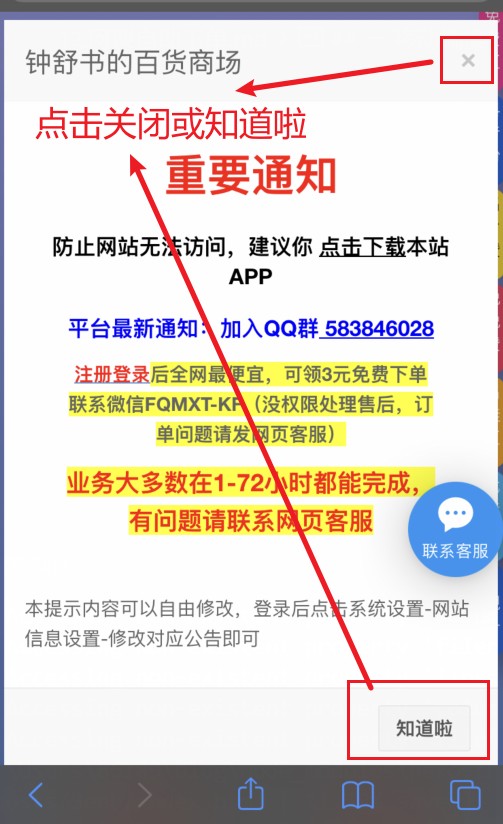 钟舒书的百货商场
×
点击关闭或知道啦
重要通知
防止网站无法访问，建议你 点击下载本站
APP
平台最新通知：加入QQ群 583846028
注册登录后全网最便宜，可领3元免费下单
联系微信FQMXT-KF（没权限处理售后，订
单问题请发网页客服）
业务大多数在1-72小时都能完成，
有问题请联系网页客服
联系客服
本提示内容可以自由修改，登录后点击系统设置-网站
信息设置-修改对应公告即可
知道啦